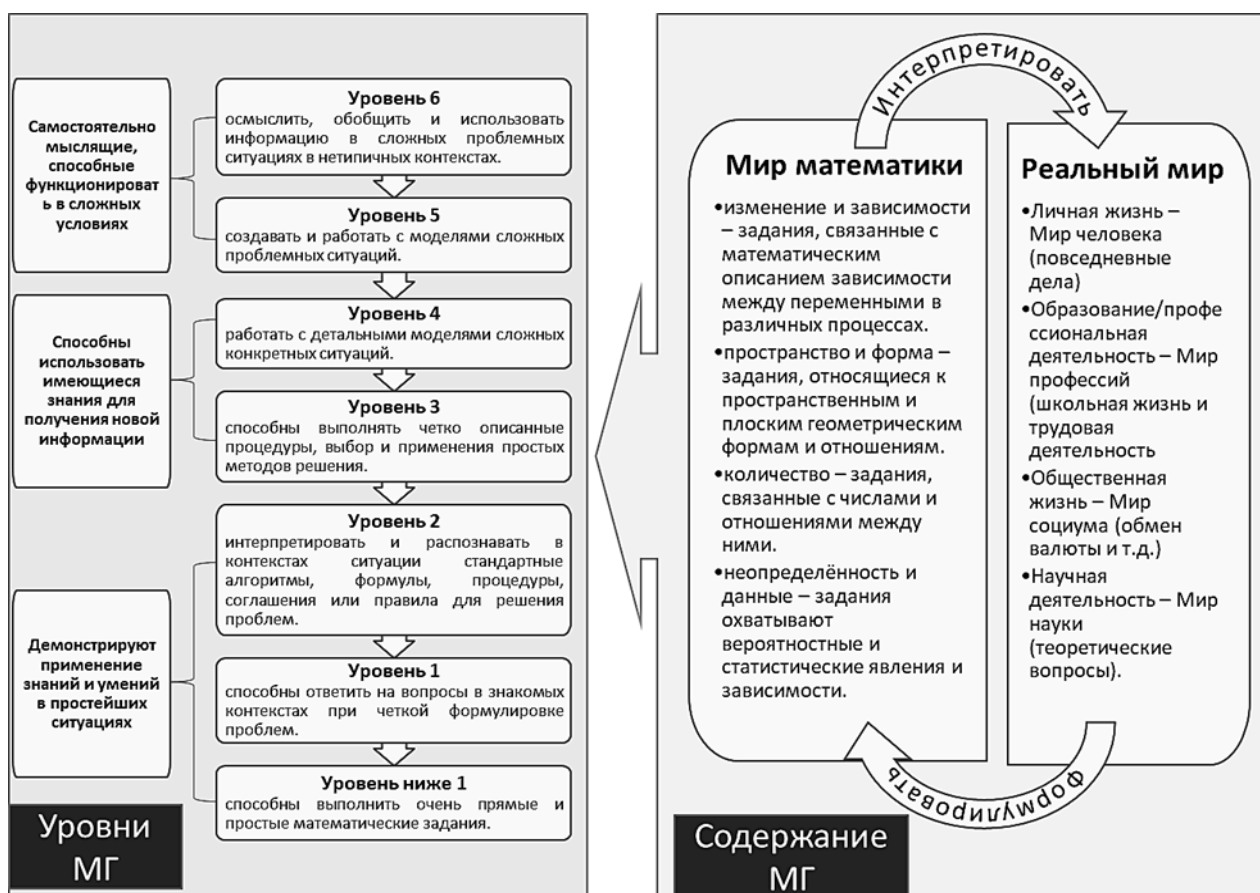 Самостоятельно
мыслящие,
способные
функционироват
ь в сложных
условиях
Уровень 6
осмыслить, обобщить и использовать
информацию в сложных проблемных
ситуациях в нетипичных контекстах.
Уровень 5
создавать и работать с моделями сложных
проблемных ситуаций.
Способны
использовать
имеющиеся
знания для
получения новой
информации
Уровень 4
работать с детальными моделями сложных
конкретных ситуаций.
Уровень 3
способны выполнять четко описанные
процедуры, выбор и применения простых
методов решения.
Демонстрируют
применение
знаний и умений
в простейших
ситуациях
Уровень 2
интерпретировать и распознавать в
контекстах ситуации стандартные
алгоритмы, формулы, процедуры,
соглашения или правила для решения
проблем.
Уровень 1
способны ответить на вопросы в знакомых
контекстах при четкой формулировке
проблем.
Уровень ниже 1
способны выполнить очень прямые и
простые математические задания.
Уровни
МГ
Интерпретировать
Мир математики
•изменение и зависимости
– задания, связанные с
математическим
описанием зависимости
между переменными в
различных процессах.
•пространство и форма –
задания, относящиеся к
пространственным и
плоским геометрическим
формам и отношениям.
•количество – задания,
связанные с числами и
отношениями между
ними.
•неопределённость и
данные – задания
охватывают
вероятностные и
статистические явления и
зависимости.
Реальный мир
•Личная жизнь –
Мир человека
(повседневные
дела)
•Образование/профе
ссиональная
деятельность – Мир
профессий
(школьная жизнь и
трудовая
деятельность
•Общественная
жизнь – Мир
социума (обмен
валюты и т.д.)
•Научная
деятельность – Мир
науки
(теоретические
вопросы).
Формулировать
Содержание
МГ